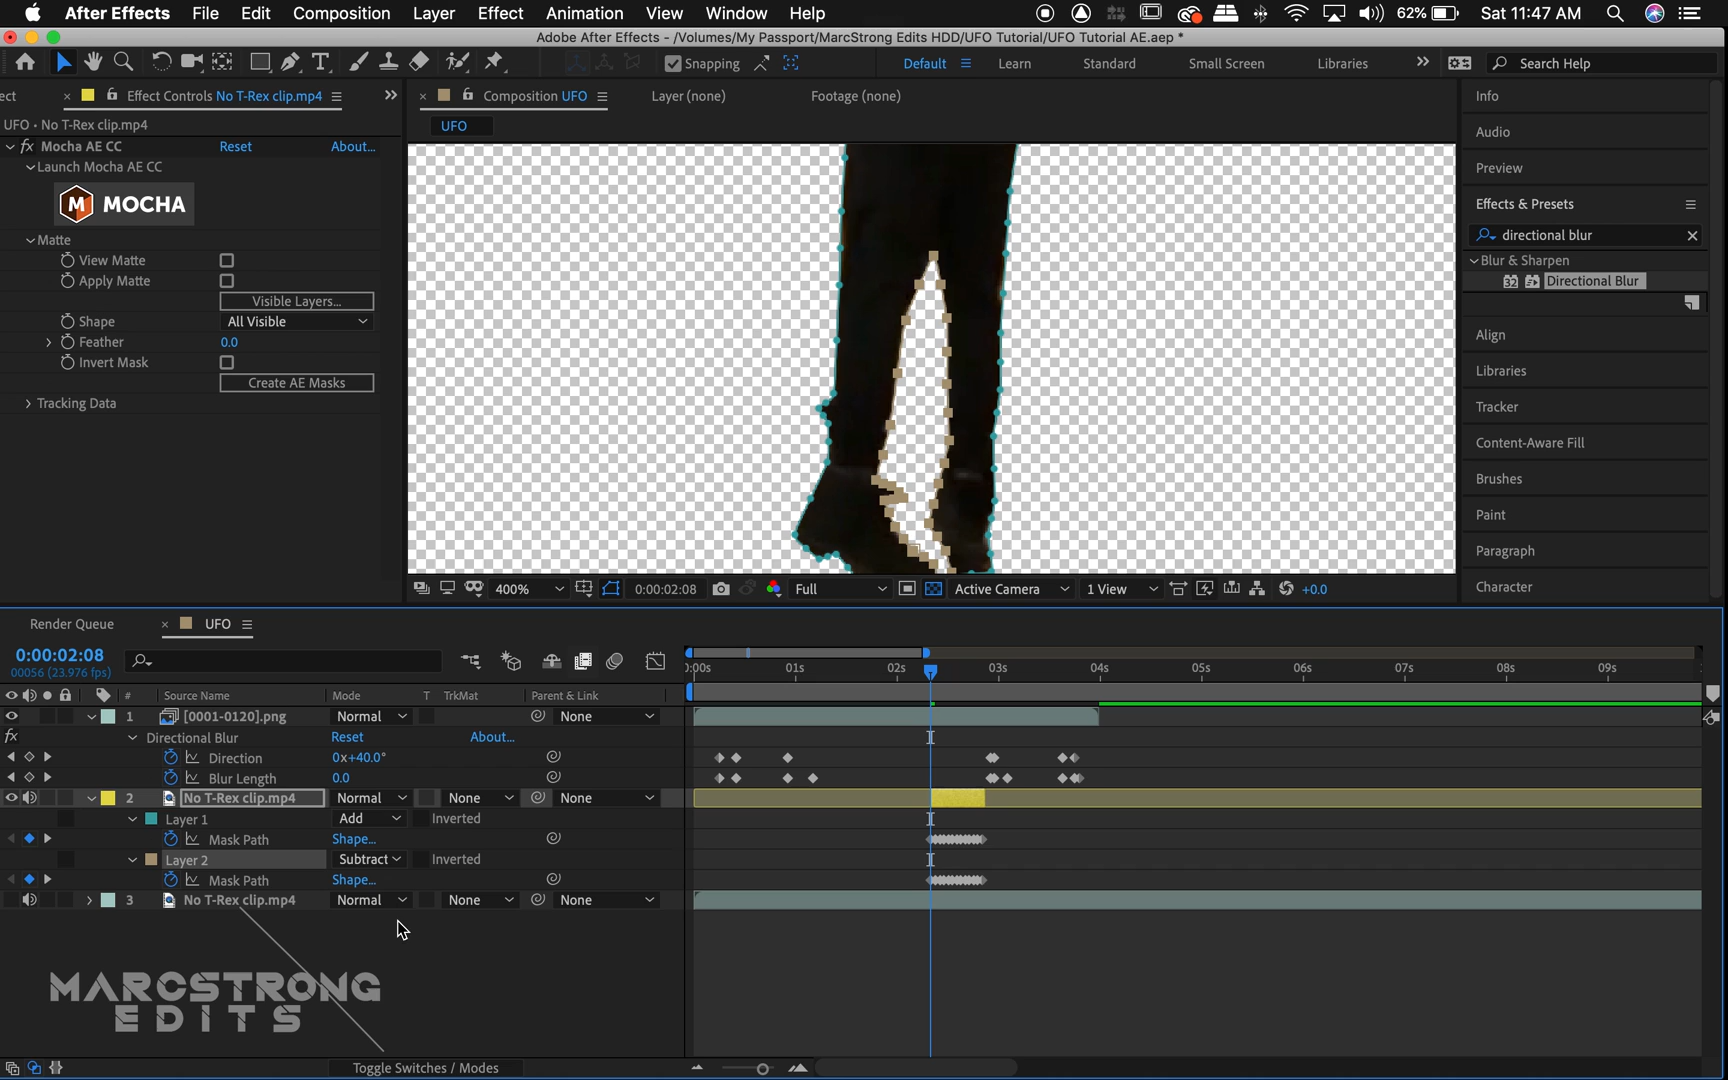 After Effects File Edit Composition Layer Effect Animation View Window Help 62% Sat 11:47 AM
Adobe After Effects - /Volumes/My Passport/MarcStrong Edits HDD/UFO Tutorial/UFO Tutorial AE.aep *
Snapping Default Learn Standard Small Screen Libraries Search Help
ect Effect Controls No T-Rex clip.mp4 Composition UFO Layer (none) Footage (none) Info
UFO • No T-Rex clip.mp4 UFO
Audio
fx Mocha AE CC Reset About...
Launch Mocha AE CC Preview
M MOCHA Effects & Presets
directional blur
Matte
View Matte Blur & Sharpen
Apply Matte 32 Directional Blur
Visible Layers...
Shape All Visible
Align
Feather 0.0
Invert Mask Libraries
Create AE Masks
Tracking Data Tracker
Content-Aware Fill
Brushes
Paint
Paragraph
400% 0:00:02:08 Full Active Camera 1 View +0.0 Character
Render Queue UFO
0:00:02:08
00056 (23.976 fps)
):00s 01s 02s 03s 04s 05s 06s 07s 08s 09s
# Source Name Mode T TrkMat Parent & Link
1 [0001-0120].png Normal None
fx Directional Blur Reset About...
Direction 0x+40.0°
Blur Length 0.0
2 No T-Rex clip.mp4 Normal None None
Layer 1 Add Inverted
Mask Path Shape...
Layer 2 Subtract Inverted
Mask Path Shape...
3 No T-Rex clip.mp4 Normal None None
MARCSTRONG
EDITS
Toggle Switches / Modes